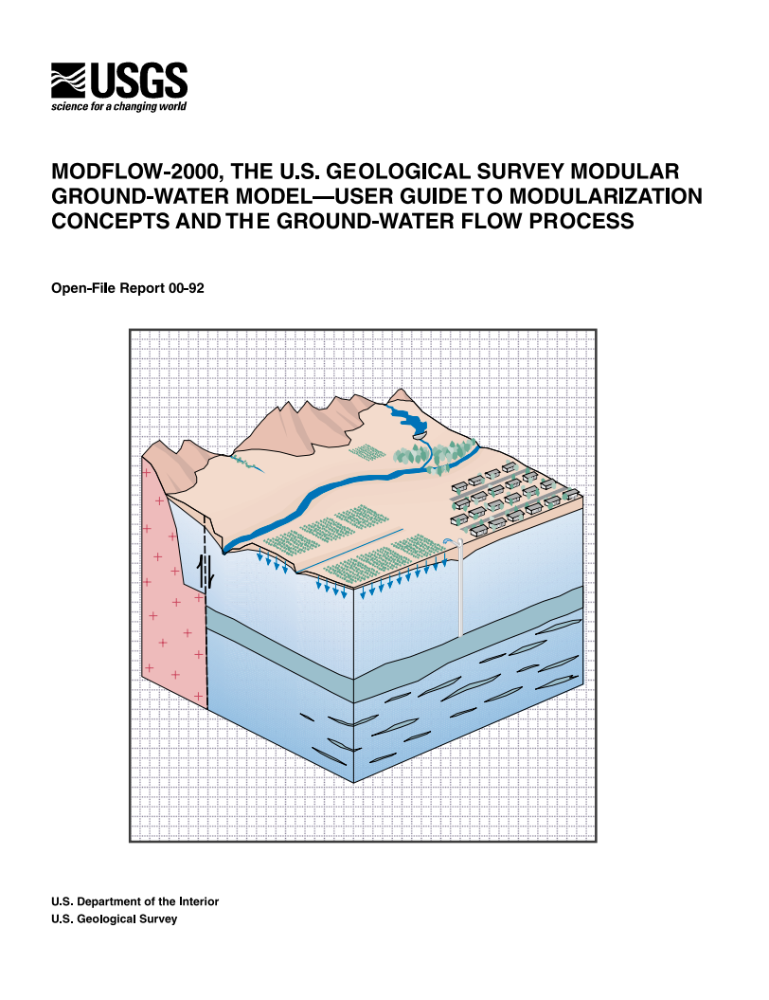 USGS
science for a changing world
MODFLOW-2000, THE U.S. GEOLOGICAL SURVEY MODULAR
GROUND-WATER MODEL—USER GUIDE TO MODULARIZATION
CONCEPTS AND THE GROUND-WATER FLOW PROCESS
Open-File Report 00-92
U.S. Department of the Interior
U.S. Geological Survey